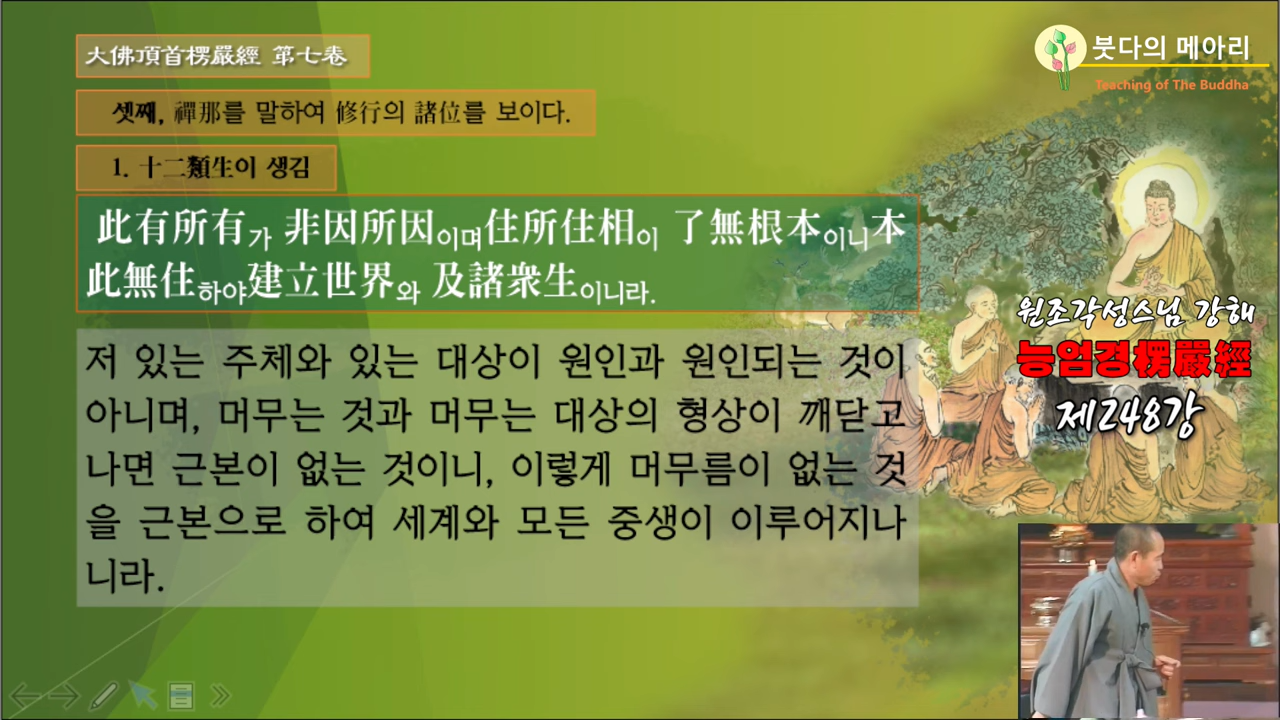 大佛頂首楞嚴經 第七卷
셋째, 禪那를 말하여 修行의 諸位를 보이다.
1. 十二類生이 생김
此有所有가 非因所因이며住所住相이 了無根本이니本
此無住하야建立世界와 及諸衆生이니라.
저 있는 주체와 있는 대상이 원인과 원인되는 것이
아니며, 머무는 것과 머무는 대상의 형상이 깨닫고
나면 근본이 없는 것이니, 이렇게 머무름이 없는 것
을 근본으로 하여 세계와 모든 중생이 이루어지나
니라.
붓다의 메아리
Teaching of The Buddha
원조각성스님 강해
능엄경楞嚴經
제248강